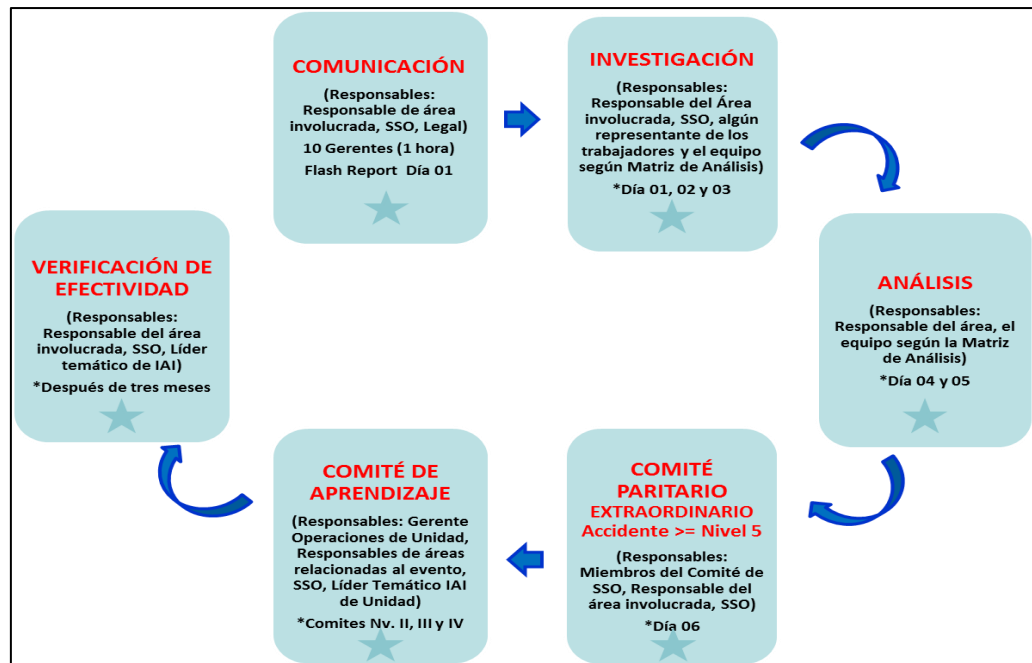 COMUNICACIÓN
(Responsables:
Responsable de área
involucrada, SSO, Legal)
10 Gerentes (1 hora)
Flash Report Día 01
INVESTIGACIÓN
(Responsables:
Responsable del Área
involucrada, SSO, algún
representante de los
trabajadores y el equipo
según Matriz de Análisis)
*Día 01, 02 y 03
ANÁLISIS
(Responsables:
Responsable del área, el
equipo según la Matriz
de Análisis)
*Día 04 y 05
COMITÉ
PARITARIO
EXTRAORDINARIO
Accidente >= Nivel 5
(Responsables:
Miembros del Comité de
SSO, Responsable del
área involucrada, SSO)
*Día 06
COMITÉ DE
APRENDIZAJE
(Responsables: Gerente
Operaciones de Unidad,
Responsables de áreas
relacionadas al evento,
SSO, Líder Temático IAI
de Unidad)
*Comites Nv. II, III y IV
VERIFICACIÓN DE
EFECTIVIDAD
(Responsables:
Responsable del área
involucrada, SSO, Líder
temático de IAI)
*Después de tres meses